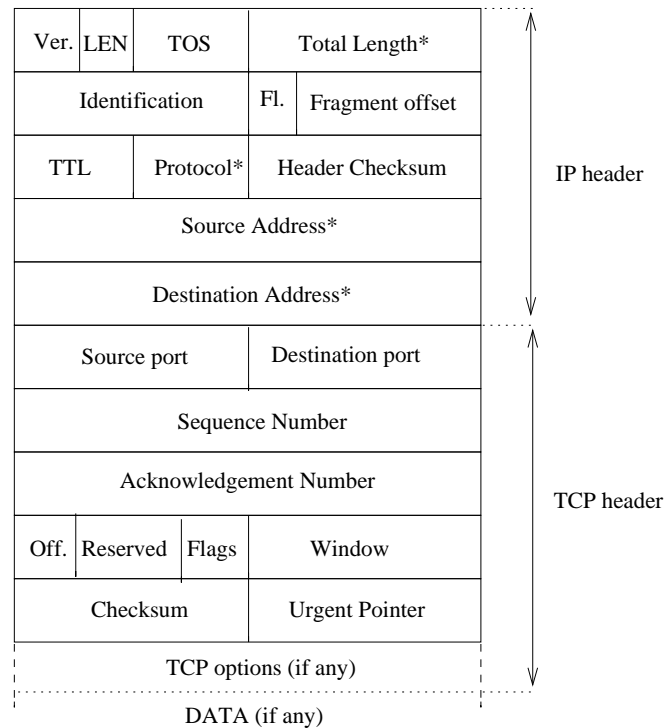 Ver. LEN TOS Total Length*
Identification Fl. Fragment offset
TTL Protocol* Header Checksum
IP header
Source Address*
Destination Address*
Source port Destination port
Sequence Number
Acknowledgement Number
TCP header
Off. Reserved Flags Window
Checksum Urgent Pointer
TCP options (if any)
DATA (if any)